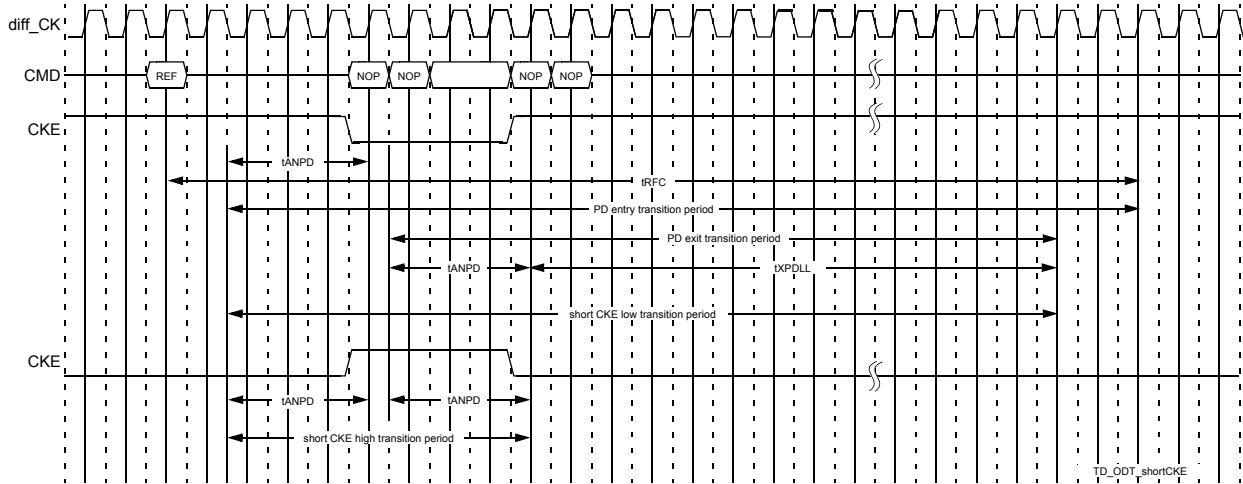 diff_CK
CMD
REF
NOP
NOP
NOP
NOP
CKE
tANPD
tRFC
PD entry transition period
PD exit transition period
tANPD
tXPDLL
short CKE low transition period
CKE
tANPD
tANPD
short CKE high transition period
TD_ODT_shortCKE